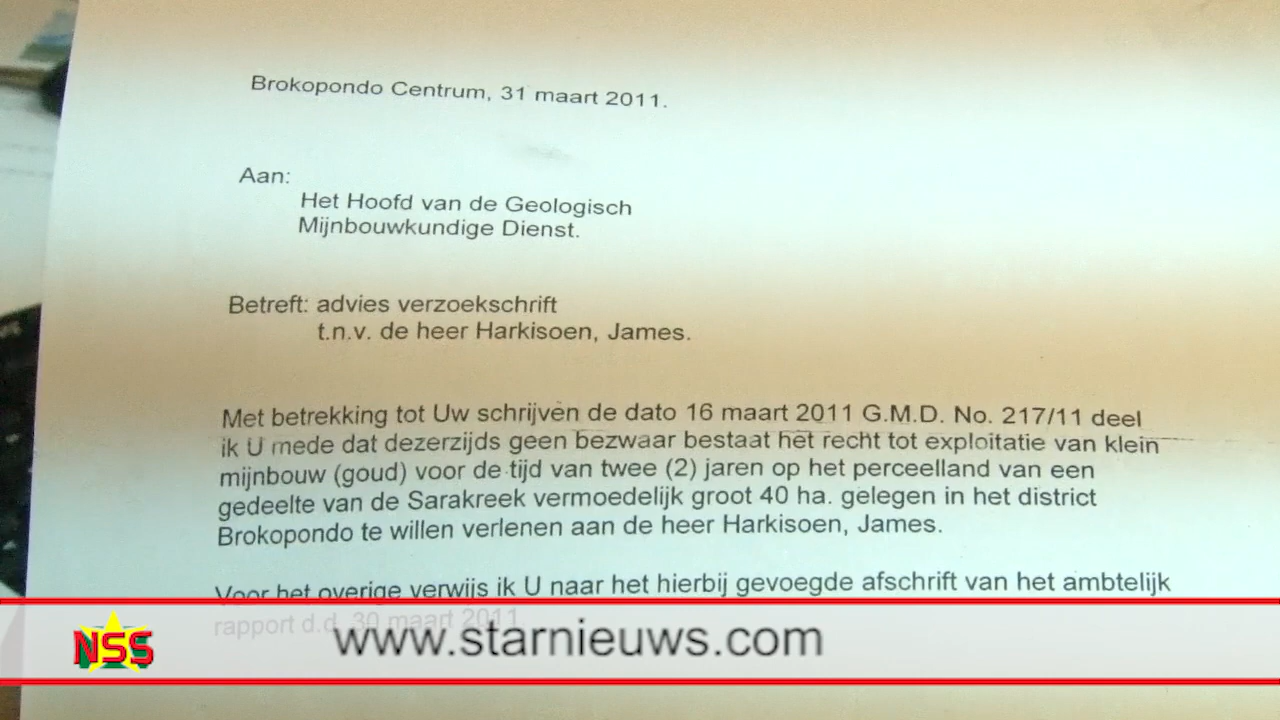 Brokopondo Centrum, 31 maart 2011.
Aan:
Het Hoofd van de Geologisch
Mijnbouwkundige Dienst.
Betreft: advies verzoekschrift
t.n.v. de heer Harkisoen, James.
Met betrekking tot Uw schrijven de dato 16 maart 2011 G.M.D. No. 217/11 deel
ik U mede dat dezerzijds geen bezwaar bestaat het recht tot exploitatie van klein
mijnbouw (goud) voor de tijd van twee (2) jaren op het perceelland van een
gedeelte van de Sarakreek vermoedelijk groot 40 ha. gelegen in het district
Brokopondo te willen verlenen aan de heer Harkisoen, James.
Voor het overige verwijs ik U naar het hierbij gevoegde afschrift van het ambtelijk
rapport d.d. 30 maart 2011.
NSS www.starnieuws.com